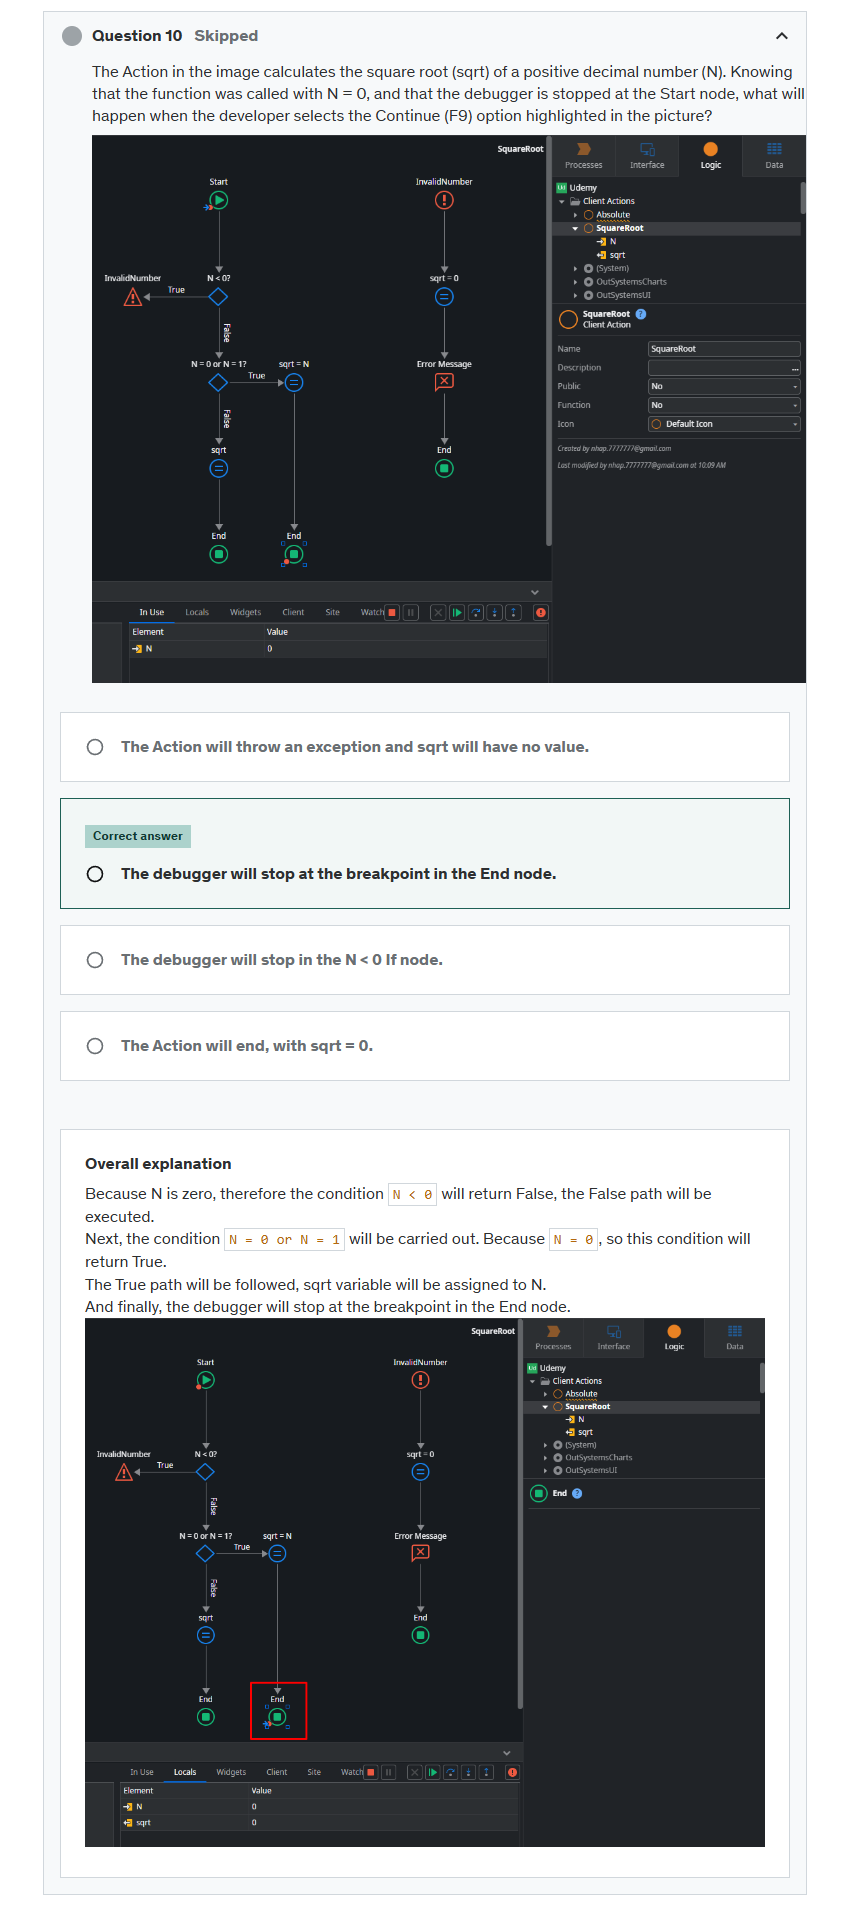 Question 10 Skipped
The Action in the image calculates the square root (sqrt) of a positive decimal number (N). Knowing
that the function was called with N = 0, and that the debugger is stopped at the Start node, what will
happen when the developer selects the Continue (F9) option highlighted in the picture?
SquareRoot
Start
InvalidNumber
InvalidNumber
True
N < 0?
sqrt = 0
False
N = 0 or N = 1?
True
sqrt = N
Error Message
False
sqrt
End
End
End
Processes
Interface
Logic
Data
Udemy
Client Actions
Absolute
SquareRoot
N
sqrt
(System)
OutSystemsCharts
OutSystemsUI
SquareRoot
Client Action
Name SquareRoot
Description ...
Public No
Function No
Icon Default Icon
Created by nhap.7777777@gmail.com
Last modified by nhap.7777777@gmail.com at 10:09 AM
In Use Locals Widgets Client Site Watch
Element Value
N 0
The Action will throw an exception and sqrt will have no value.
Correct answer
The debugger will stop at the breakpoint in the End node.
The debugger will stop in the N < 0 If node.
The Action will end, with sqrt = 0.
Overall explanation
Because N is zero, therefore the condition N < 0 will return False, the False path will be
executed.
Next, the condition N = 0 or N = 1 will be carried out. Because N = 0, so this condition will
return True.
The True path will be followed, sqrt variable will be assigned to N.
And finally, the debugger will stop at the breakpoint in the End node.
SquareRoot
Start
InvalidNumber
InvalidNumber
True
N < 0?
sqrt = 0
False
N = 0 or N = 1?
True
sqrt = N
Error Message
False
sqrt
End
End
End
Processes
Interface
Logic
Data
Udemy
Client Actions
Absolute
SquareRoot
N
sqrt
(System)
OutSystemsCharts
OutSystemsUI
End
In Use Locals Widgets Client Site Watch
Element Value
N 0
sqrt 0